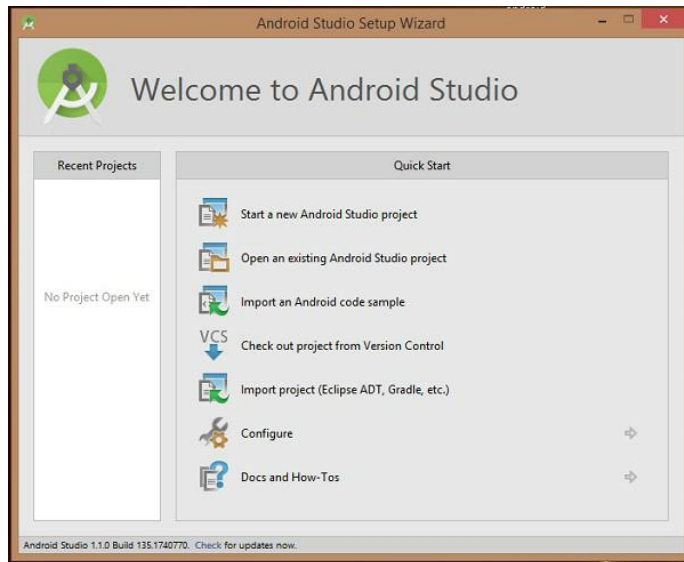 Android Studio Setup Wizard
Welcome to Android Studio
Recent Projects
Quick Start
No Project Open Yet
Start a new Android Studio project
Open an existing Android Studio project
Import an Android code sample
VCS
Check out project from Version Control
Import project (Eclipse ADT, Gradle, etc.)
Configure
Docs and How-Tos
Android Studio 1.1.0 Build 135.1740770. Check for updates now.